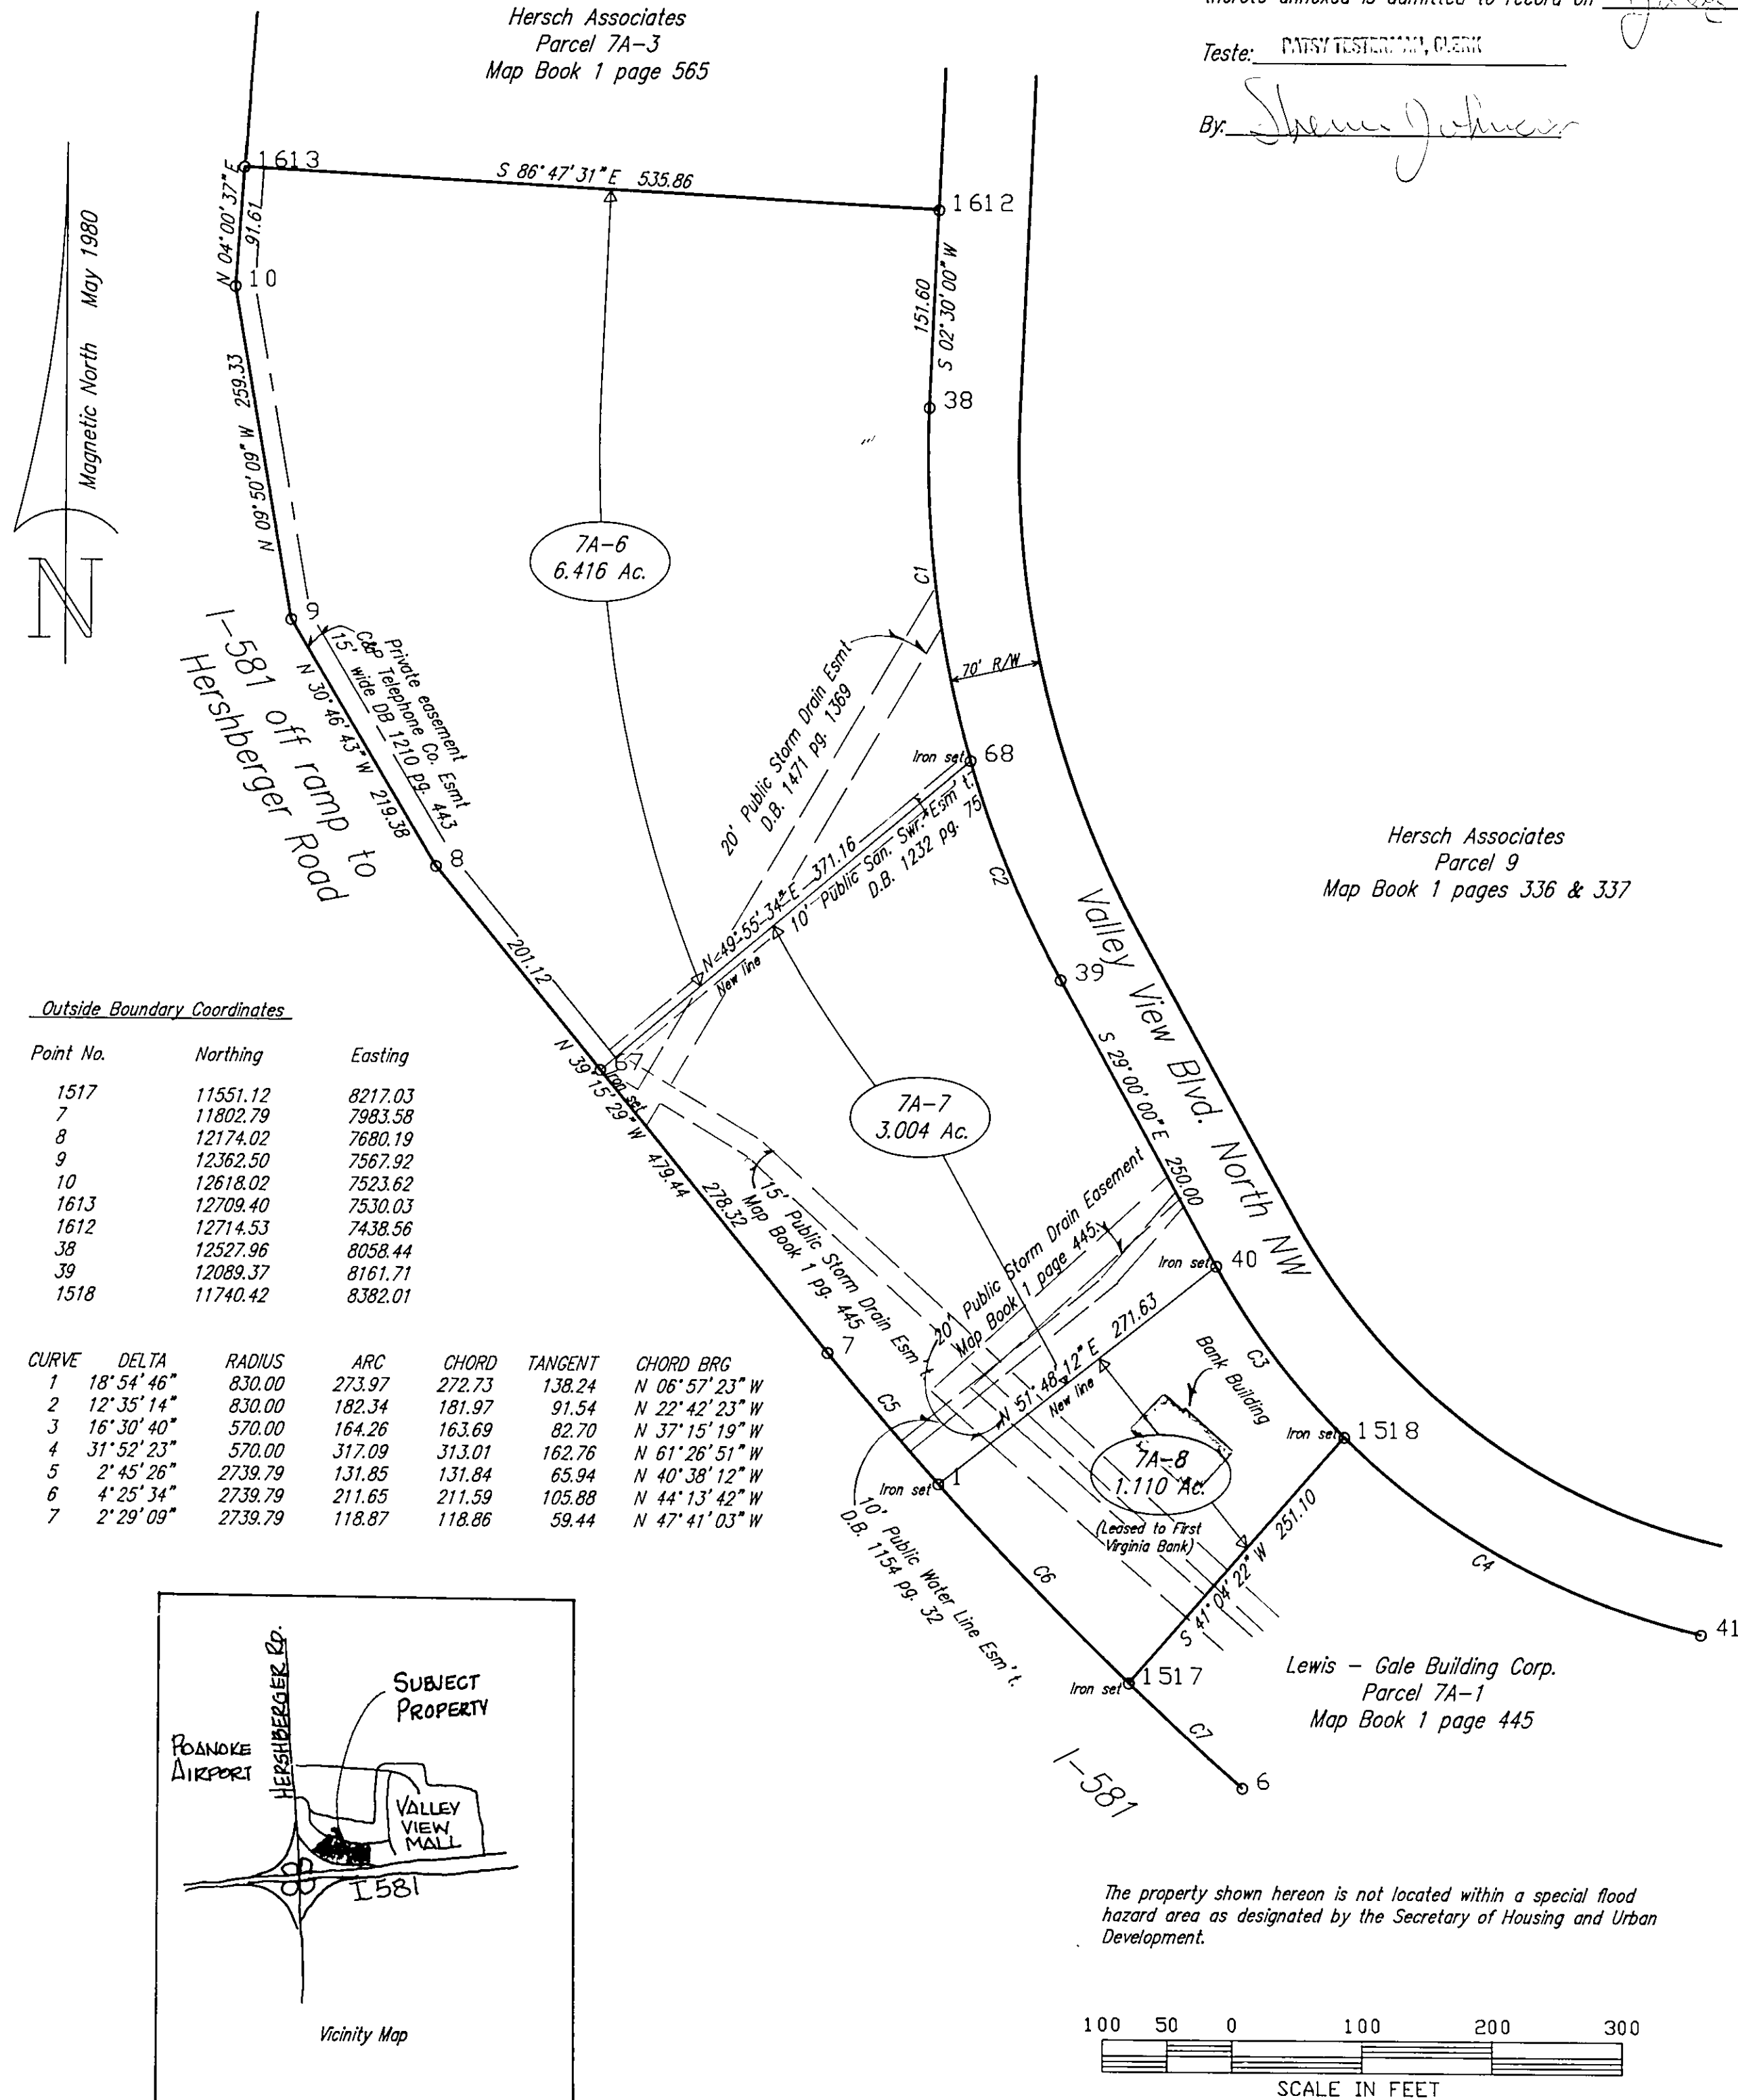 thereto annexed is admitted to record on
Teste: PATSY TESTERMAN, CLERK
By:
Hersch Associates
Parcel 7A-3
Map Book 1 page 565
1613
S 86°47'31" E 535.86
1612
N 04°00'37" E
91.61
10
Magnetic North May 1980
N
151.60
S 02°30'00" W
38
N 09°50'09" W 259.33
7A-6
6.416 Ac.
C1
9
I-581 off ramp to
Hershberger Road
Private easement
C&P Telephone Co. Esmt
15' wide DB 1210 pg. 443
N 30°46'43" W 219.38
8
20' Public Storm Drain Esmt
D.B. 1471 pg. 1369
70' R/W
Iron set
68
N 49°55'34" E 371.16
10' Public San. Swr. Esm't.
D.B. 1232 pg. 75
New line
C2
Hersch Associates
Parcel 9
Map Book 1 pages 336 & 337
Valley View Blvd. North NW
39
201.12
67
Iron set
N 39°15'29" W 479.44
278.32
S 29°00'00" E 250.00
7A-7
3.004 Ac.
15' Public Storm Drain Esm't
Map Book 1 pg. 445
20' Public Storm Drain Easement
Map Book 1 page 445
Iron set
40
7
N 51°48'12" E 271.63
New line
C3
Bank
Building
C5
Iron set
1518
7A-8
1.110 Ac.
(Leased to First
Virginia Bank)
Iron set
1
10' Public Water Line Esm't.
D.B. 1154 pg. 32
C6
S 41°04'22" W 251.10
C4
41
Iron set
1517
Lewis - Gale Building Corp.
Parcel 7A-1
Map Book 1 page 445
C7
6
I-581
Outside Boundary Coordinates
Point No. Northing Easting
1517 11551.12 8217.03
7 11802.79 7983.58
8 12174.02 7680.19
9 12362.50 7567.92
10 12618.02 7523.62
1613 12709.40 7530.03
1612 12714.53 7438.56
38 12527.96 8058.44
39 12089.37 8161.71
1518 11740.42 8382.01
CURVE DELTA RADIUS ARC CHORD TANGENT CHORD BRG
1 18°54'46" 830.00 273.97 272.73 138.24 N 06°57'23" W
2 12°35'14" 830.00 182.34 181.97 91.54 N 22°42'23" W
3 16°30'40" 570.00 164.26 163.69 82.70 N 37°15'19" W
4 31°52'23" 570.00 317.09 313.01 162.76 N 61°26'51" W
5 2°45'26" 2739.79 131.85 131.84 65.94 N 40°38'12" W
6 4°25'34" 2739.79 211.65 211.59 105.88 N 44°13'42" W
7 2°29'09" 2739.79 118.87 118.86 59.44 N 47°41'03" W
HERSHBERGER RD.
SUBJECT
PROPERTY
ROANOKE
AIRPORT
VALLEY
VIEW
MALL
I 581
Vicinity Map
The property shown hereon is not located within a special flood
hazard area as designated by the Secretary of Housing and Urban
Development.
100 50 0 100 200 300
SCALE IN FEET